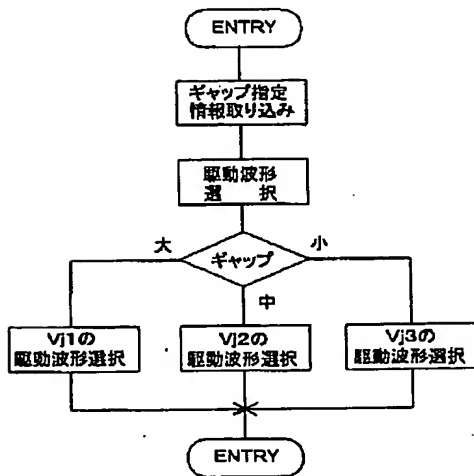 ENTRY
ギャップ指定
情報取り込み
駆動波形
選　択
ギャップ
大
小
中
Vj1の
駆動波形選択
Vj2の
駆動波形選択
Vj3の
駆動波形選択
ENTRY